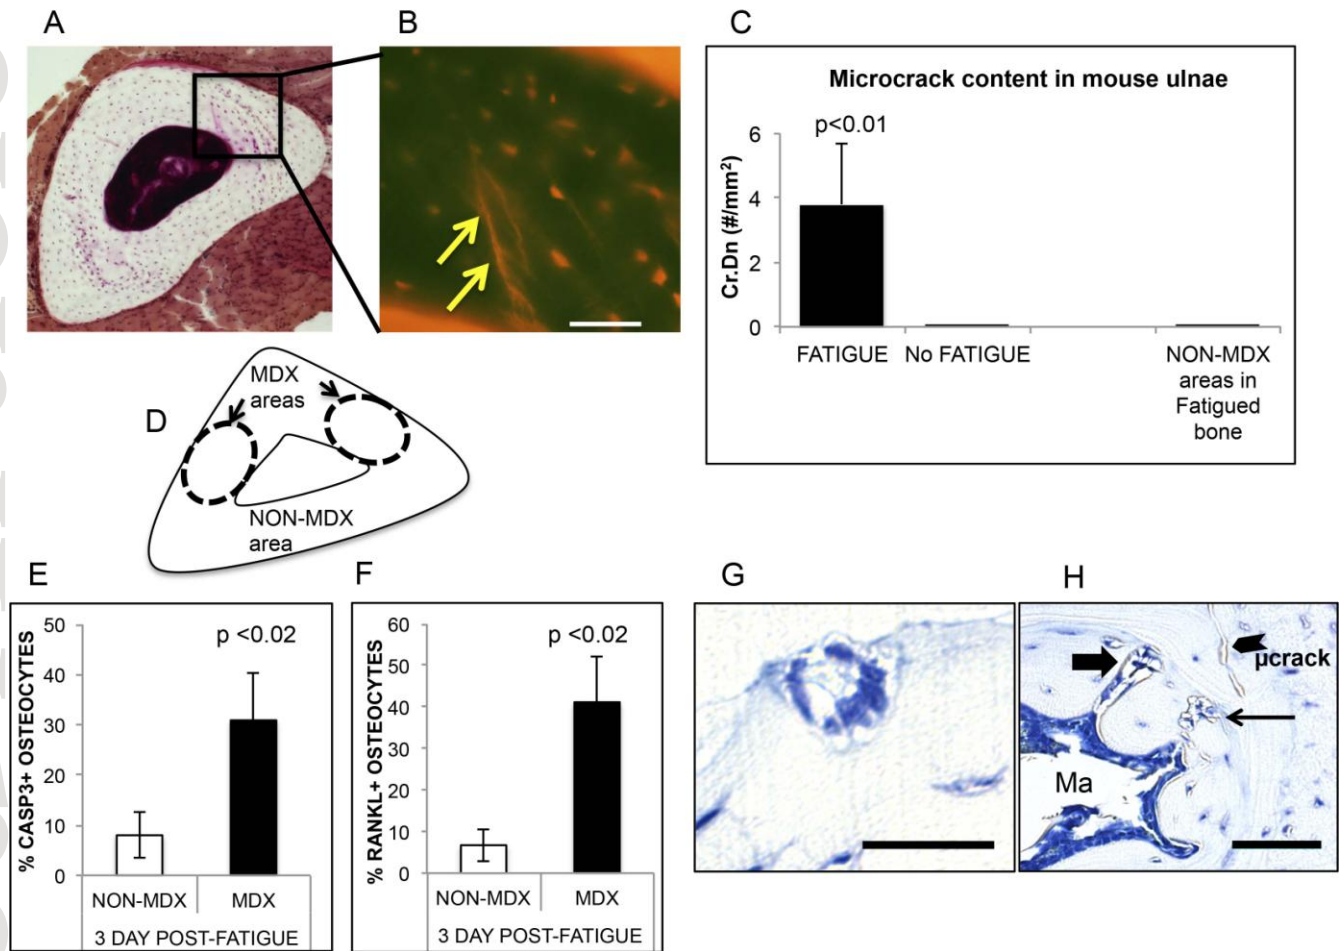 A
B
C
Microcrack content in mouse ulnae
p<0.01
Cr.Dn (#/mm²)
6
4
2
0
FATIGUE
No FATIGUE
NON-MDX
areas in
Fatigued
bone
D
MDX
areas
NON-MDX
area
E
% CASP3+ OSTEOCYTES
50
40
30
20
10
0
p <0.02
NON-MDX
MDX
3 DAY POST-FATIGUE
F
% RANKL+ OSTEOCYTES
60
50
40
30
20
10
0
p <0.02
NON-MDX
MDX
3 DAY POST-FATIGUE
G
H
µcrack
Ma